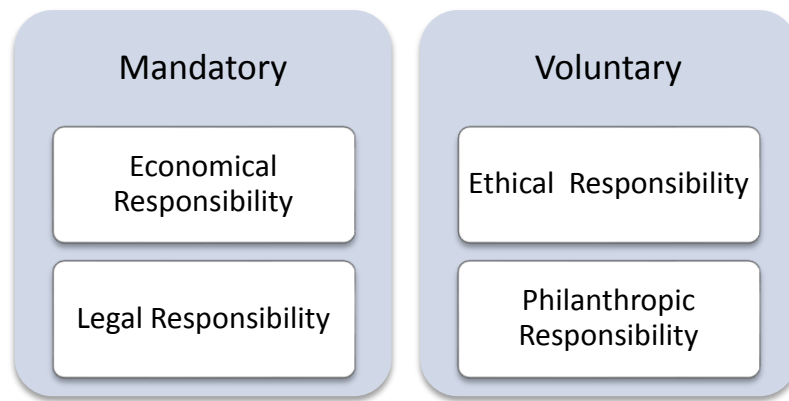 Mandatory
Economical
Responsibility
Legal Responsibility
Voluntary
Ethical  Responsibility
Philanthropic
Responsibility